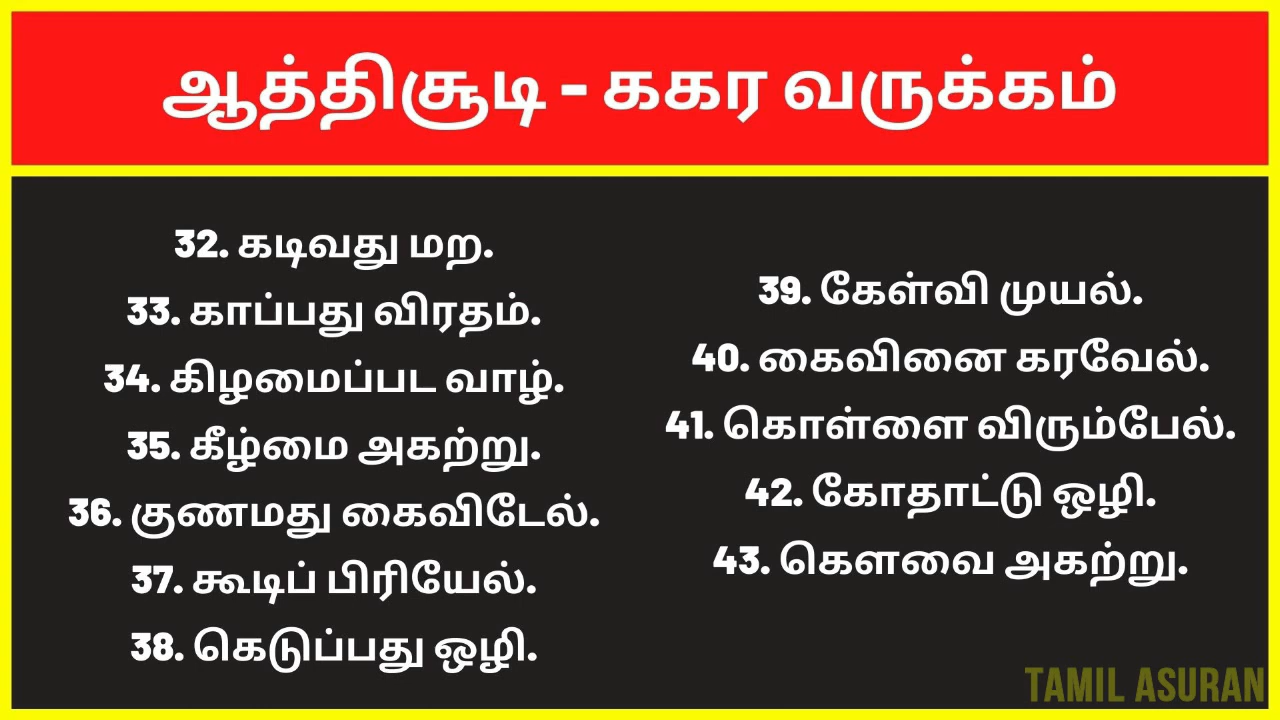 ஆத்திசூடி - ககர வருக்கம்
32. கடிவது மற.
33. காப்பது விரதம்.
34. கிழமைப்பட வாழ்.
35. கீழ்மை அகற்று.
36. குணமது கைவிடேல்.
37. கூடிப் பிரியேல்.
38. கெடுப்பது ஒழி.
39. கேள்வி முயல்.
40. கைவினை கரவேல்.
41. கொள்ளை விரும்பேல்.
42. கோதாட்டு ஒழி.
43. கௌவை அகற்று.
TAMIL ASURAN